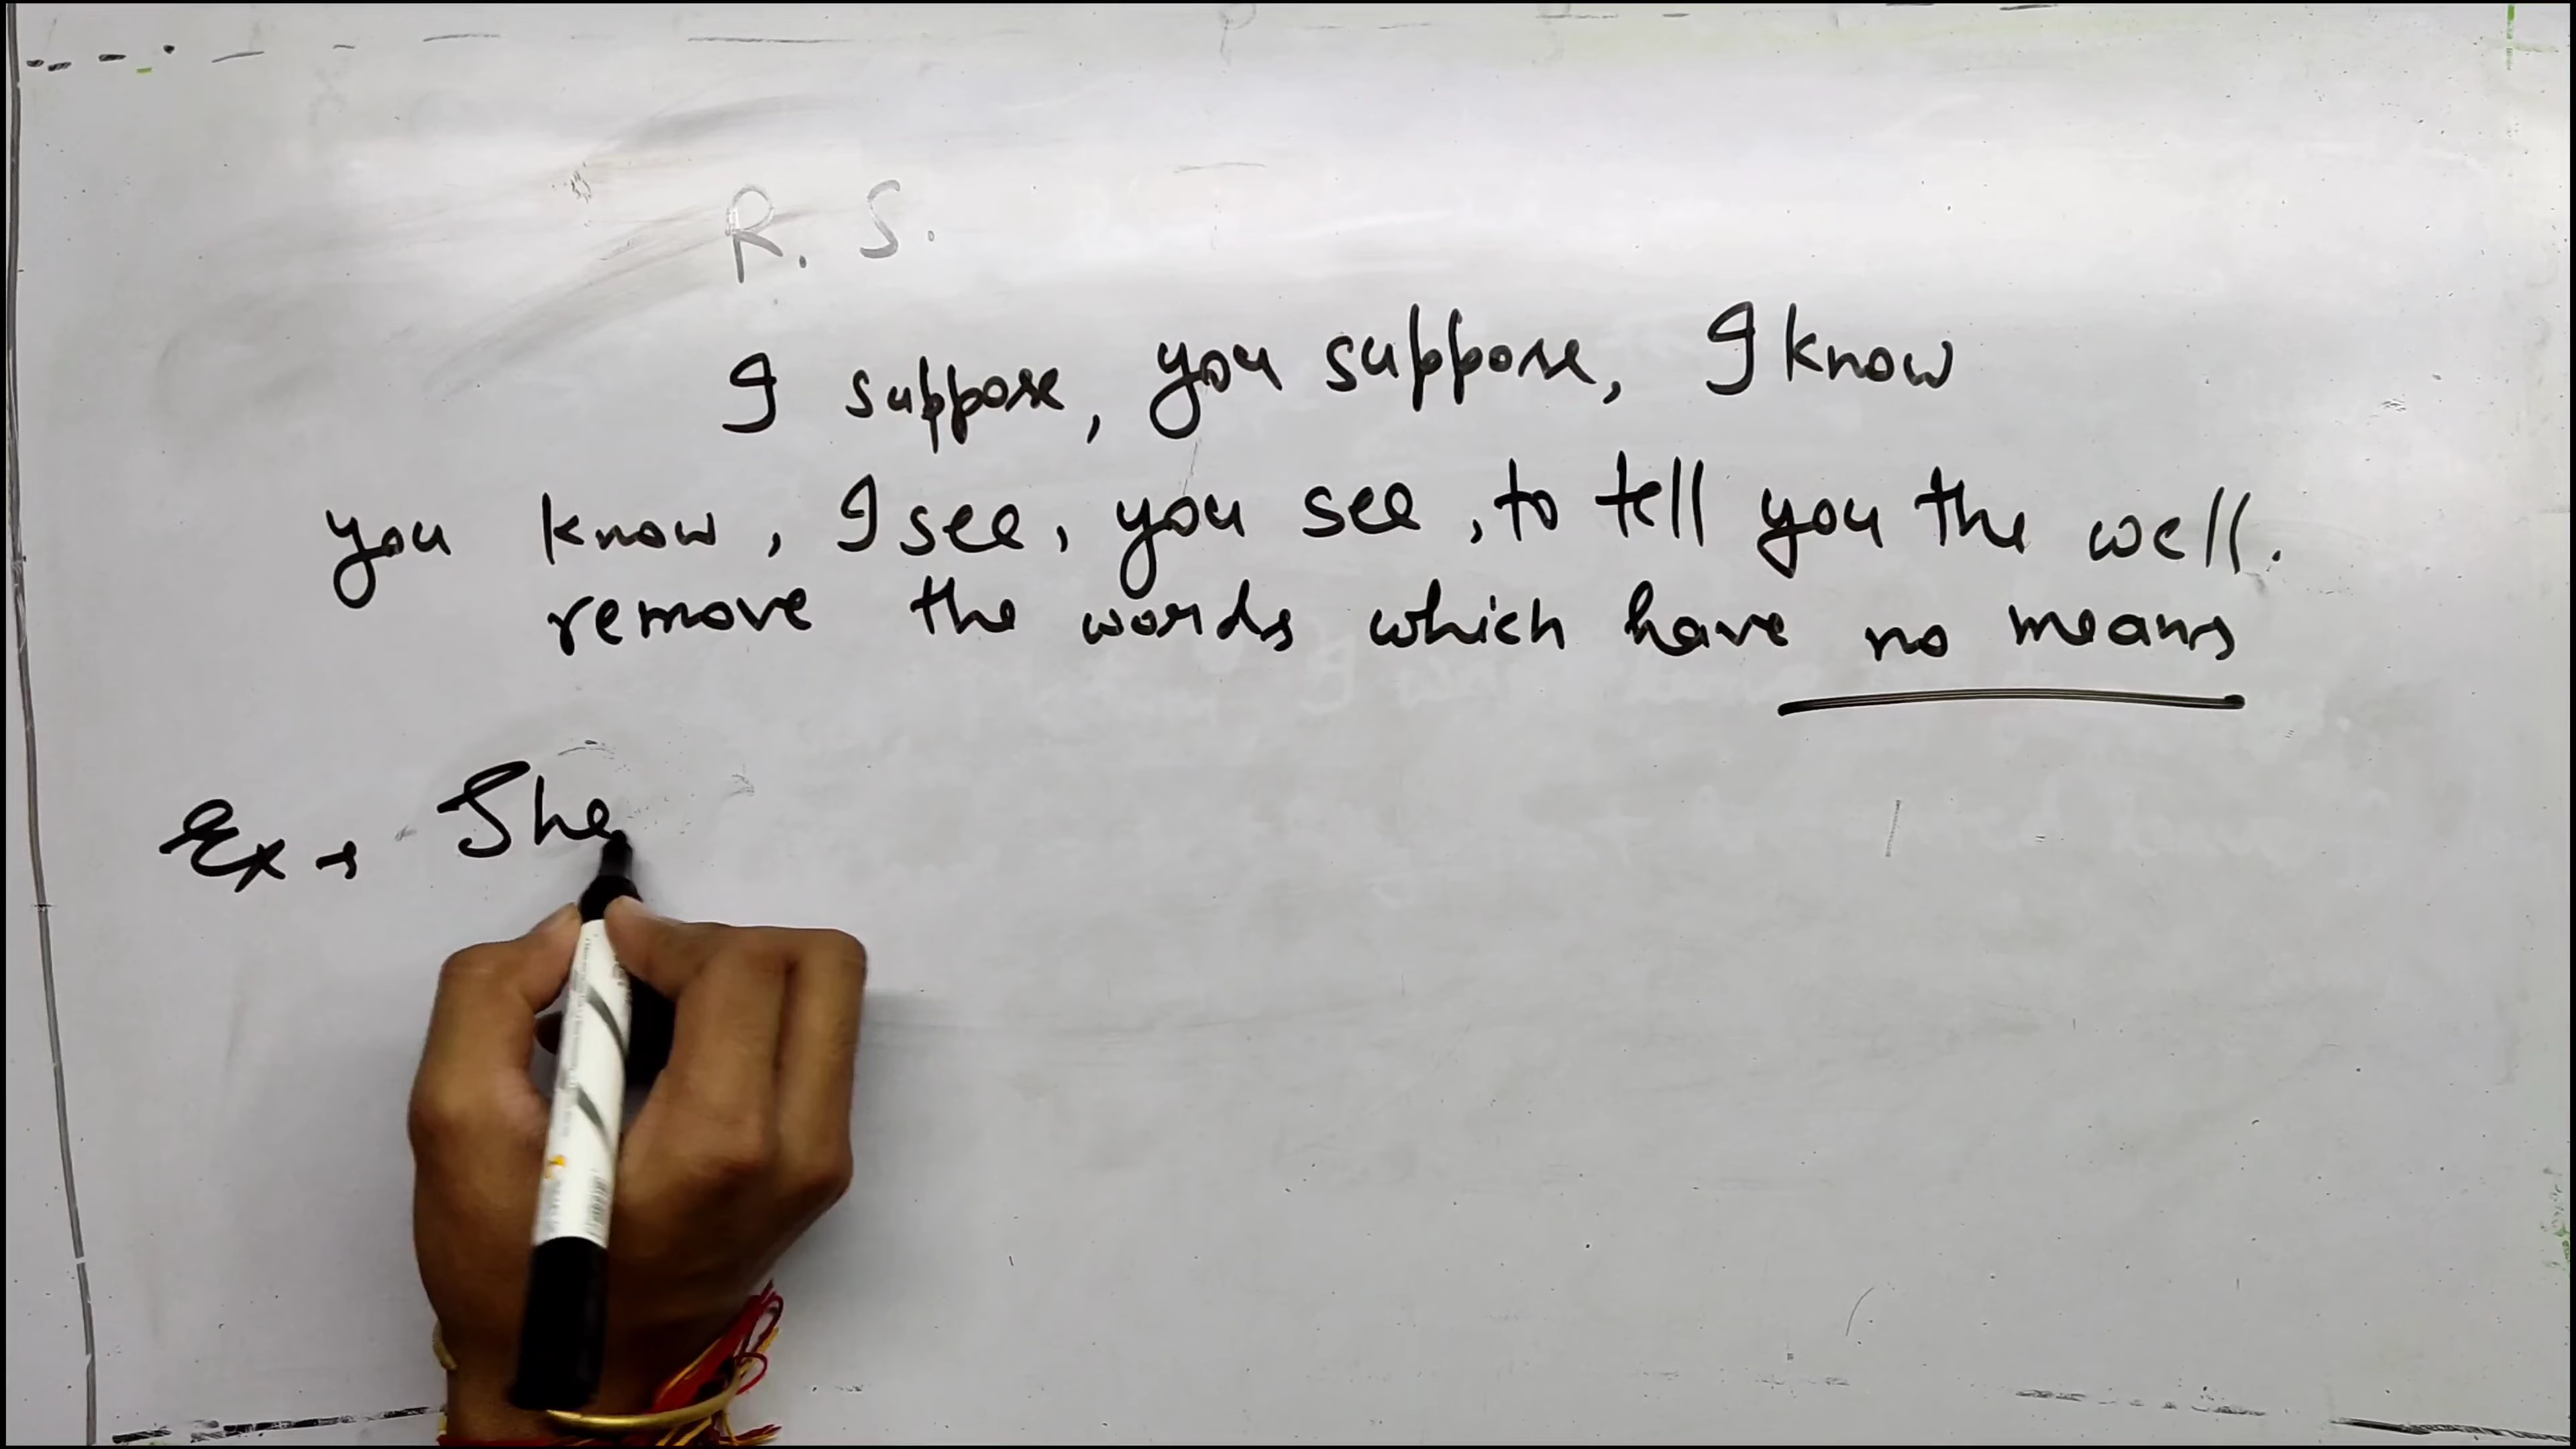 R. S.
I suppose, you suppose, I know
you know, I see, you see, to tell you the well.
remove the words which have no means
Ex → She